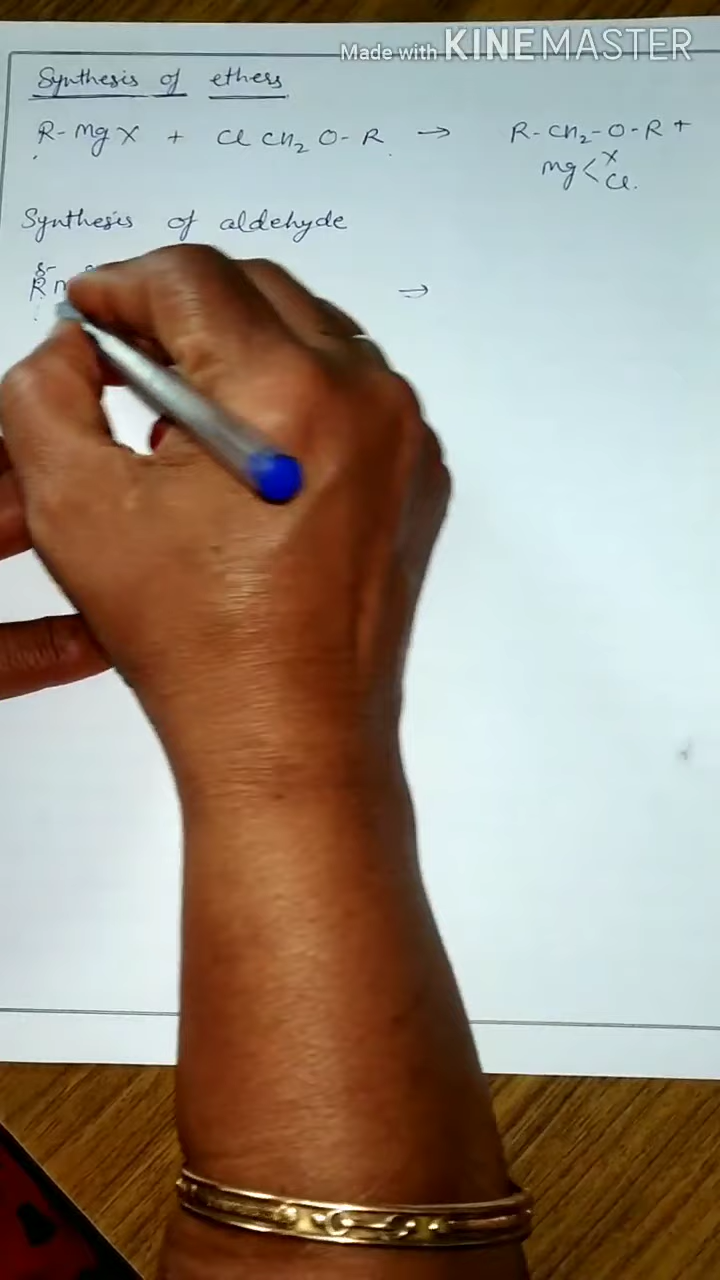 Made with KINEMASTER
Synthesis of ethers
R-MgX + ClCH₂O-R → R-CH₂-O-R +
Mg<X Cl.
Synthesis of aldehyde
δ-
R →